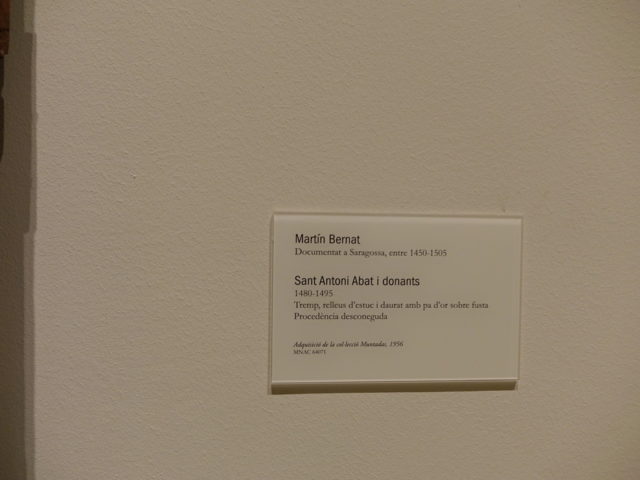 Martín Bernat
Documentat a Saragossa, entre 1450-1505
Sant Antoni Abat i donants
1480-1495
Tremp, relleus d'estuc i daurat amb pa d'or sobre fusta
Procedència desconeguda
Adquisició de la col·lecció Muntadas, 1956
MNAC 64071